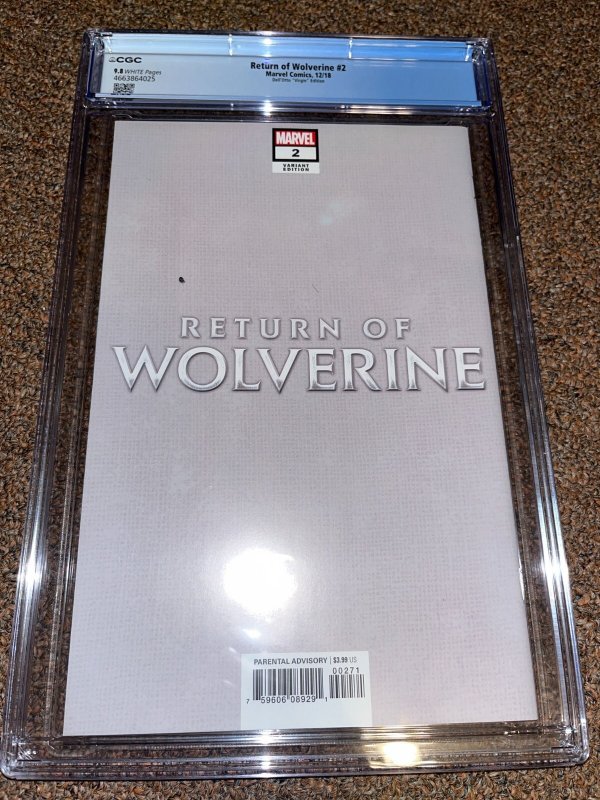 CGC
9.8 WHITE Pages
4663864025
Return of Wolverine #2
Marvel Comics, 12/18
Dell'Otto "Virgin" Edition
MARVEL
2
VARIANT
EDITION
RETURN OF
WOLVERINE
PARENTAL ADVISORY | $3.99 US
00271
7 59606 08929 1